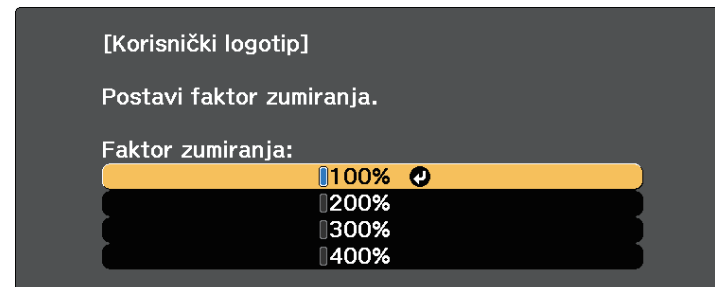 [Korisnički logotip]
Postavi faktor zumiranja.
Faktor zumiranja:
100%
200%
300%
400%